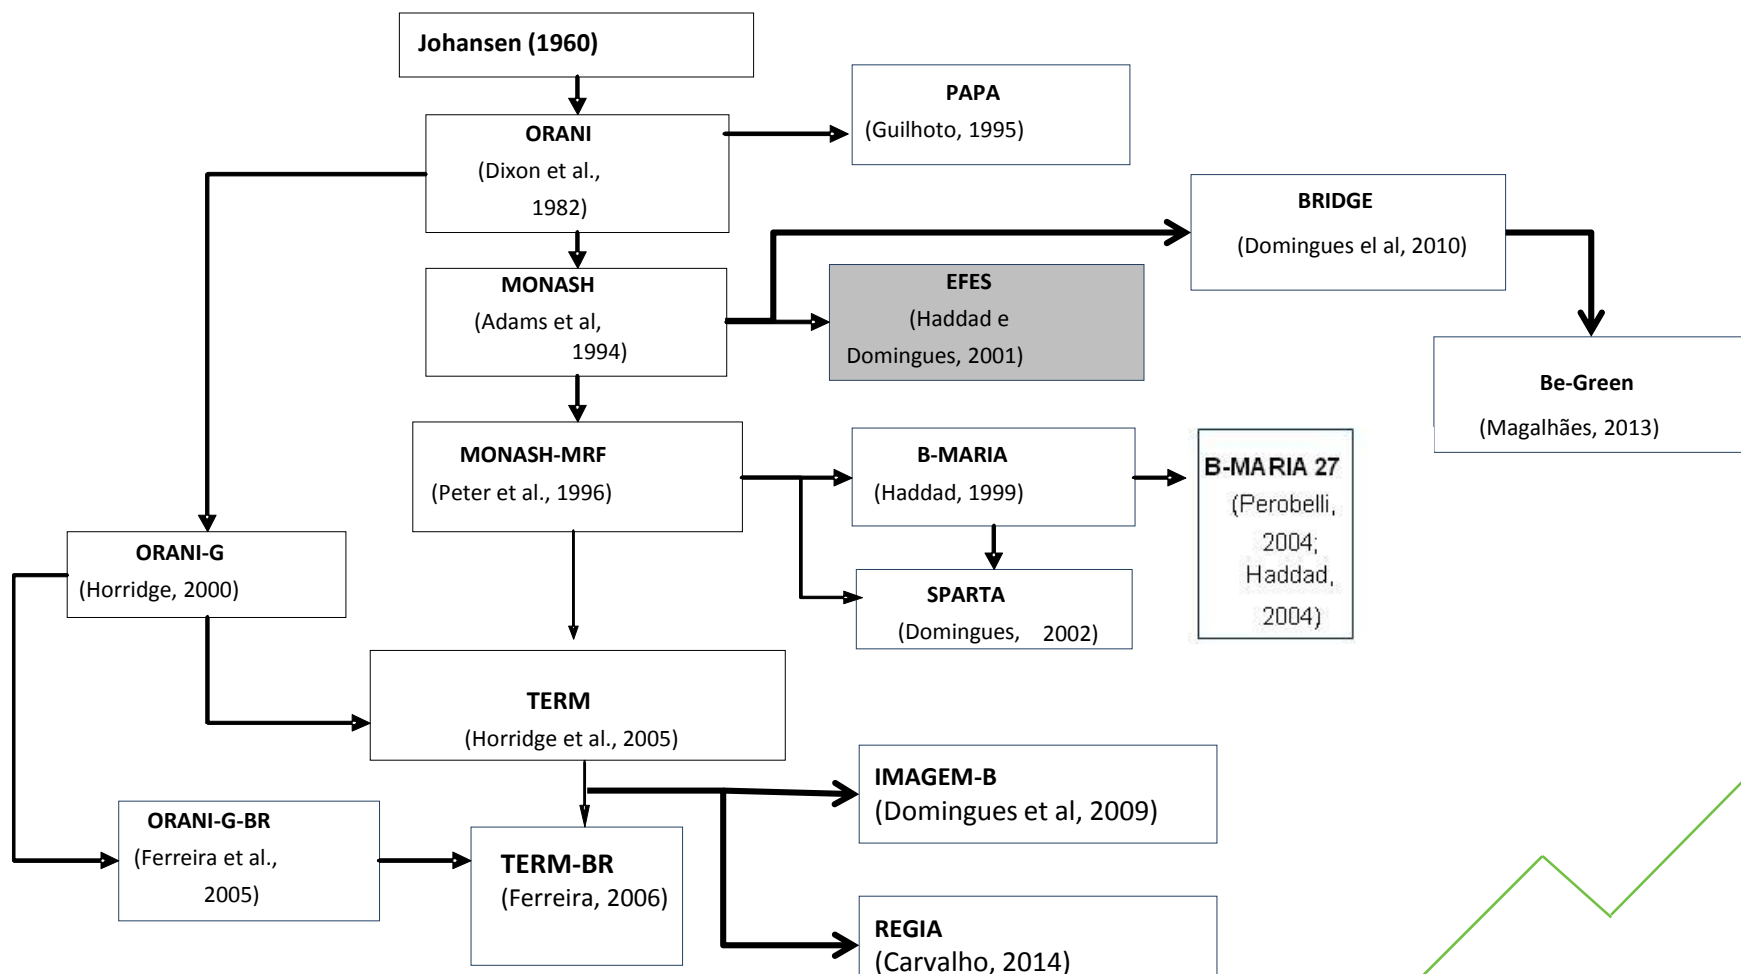 Johansen (1960)
ORANI
(Dixon et al.,
1982)
PAPA
(Guilhoto, 1995)
BRIDGE
(Domingues el al, 2010)
MONASH
(Adams et al,
1994)
EFES
(Haddad e
Domingues, 2001)
Be-Green
(Magalhães, 2013)
MONASH-MRF
(Peter et al., 1996)
B-MARIA
(Haddad, 1999)
B-MARIA 27
(Perobelli,
2004;
Haddad,
2004)
ORANI-G
(Horridge, 2000)
SPARTA
(Domingues, 2002)
TERM
(Horridge et al., 2005)
IMAGEM-B
(Domingues et al, 2009)
ORANI-G-BR
(Ferreira et al.,
2005)
TERM-BR
(Ferreira, 2006)
REGIA
(Carvalho, 2014)